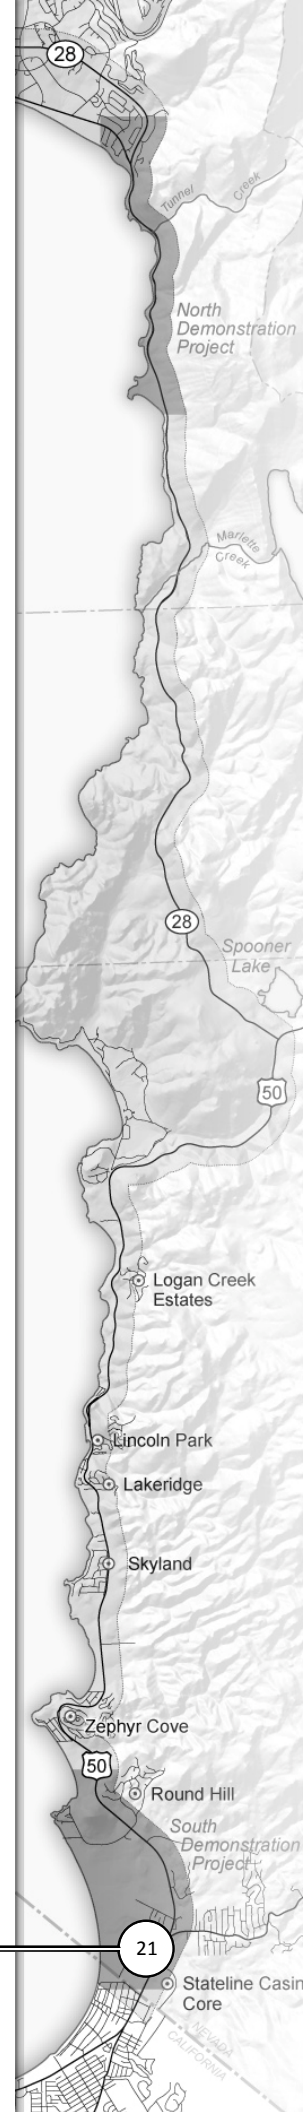 28
Tunnel
Creek
North
Demonstration
Project
Marlette
Creek
28
Spooner
Lake
50
Logan Creek
Estates
Lincoln Park
Lakeridge
Skyland
Zephyr Cove
50
Round Hill
South
Demonstration
Project
21
Stateline Casin
Core
NEVADA
CALIFORNIA